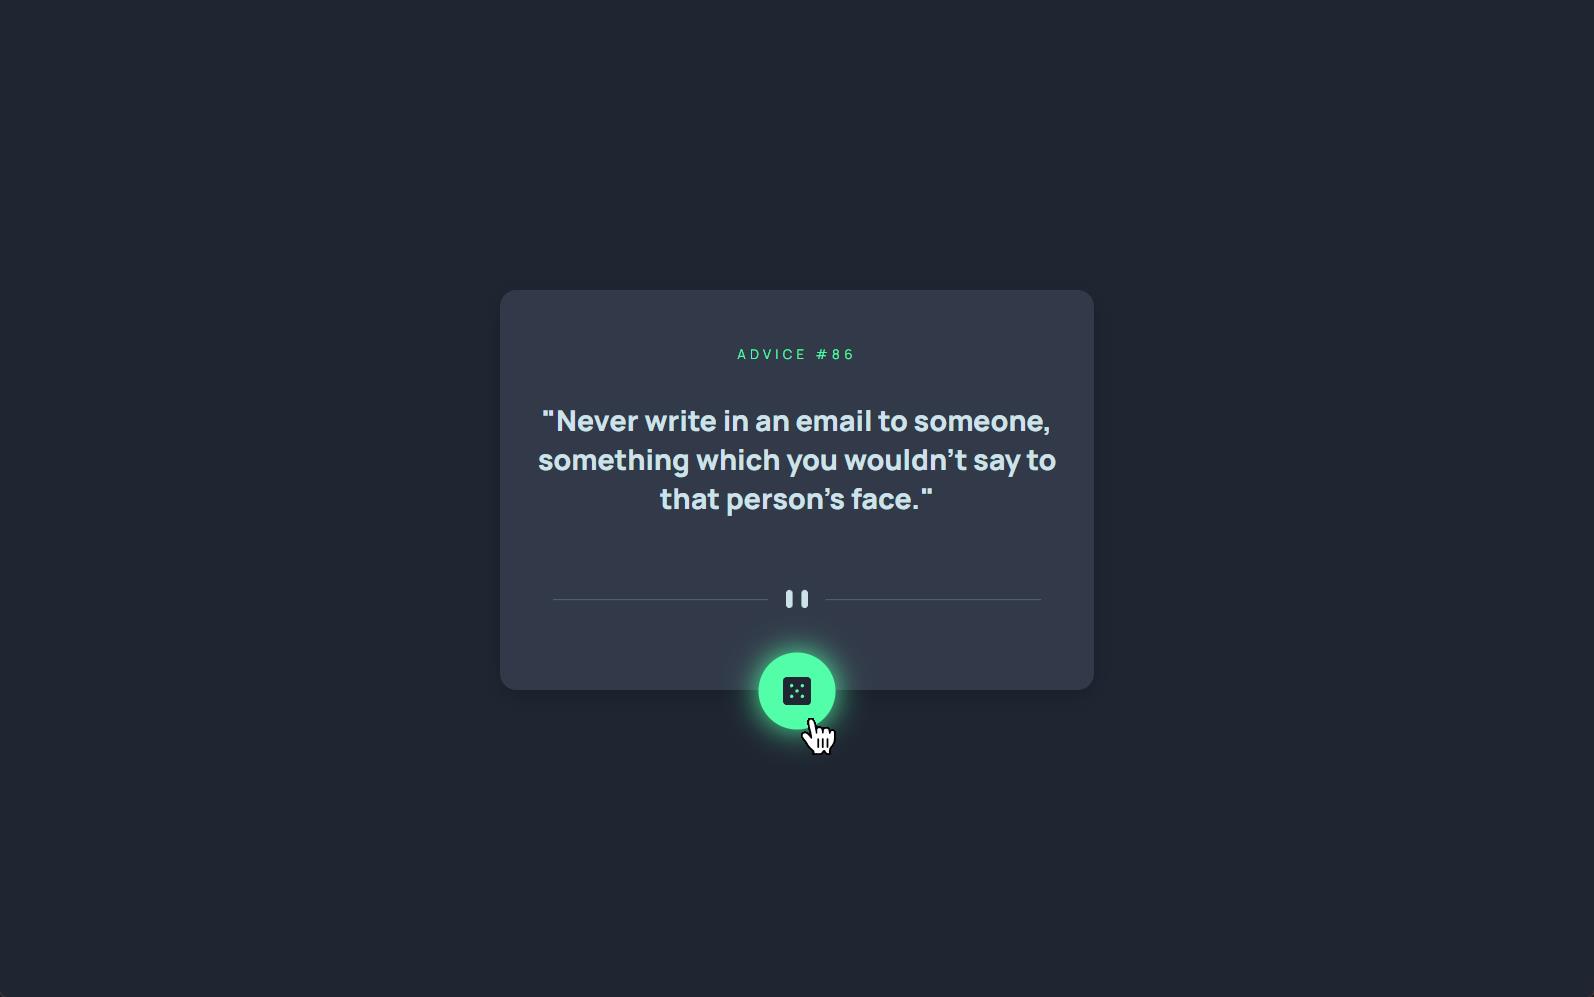 ADVICE #86
"Never write in an email to someone,
something which you wouldn't say to
that person's face."